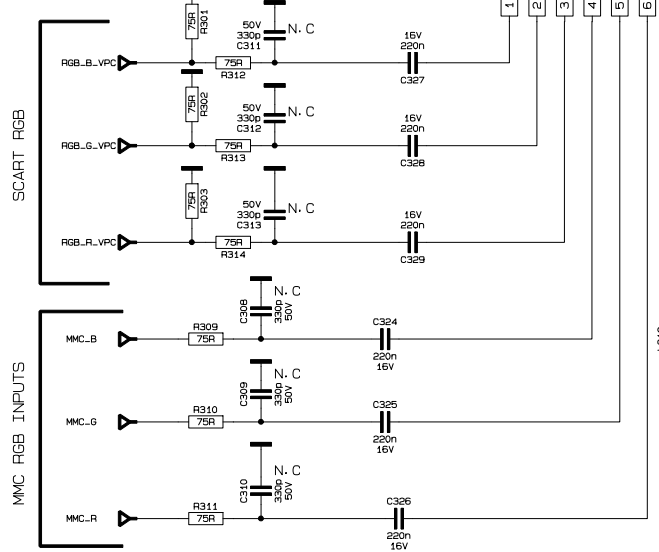 1
2
3
4
5
6
SCART RGB
75R
R301
50V
330p
C311
N.C
RGB_B_VPC
75R
R312
16V
220n
C327
75R
R302
50V
330p
C312
N.C
RGB_G_VPC
75R
R313
16V
220n
C328
75R
R303
50V
330p
C313
N.C
RGB_R_VPC
75R
R314
16V
220n
C329
MMC RGB INPUTS
C308
330p
50V
N.C
MMC_B
R309
75R
C324
220n
16V
C309
330p
50V
N.C
MMC_G
R310
75R
C325
220n
16V
C310
330p
50V
N.C
MMC_R
R311
75R
C326
220n
16V